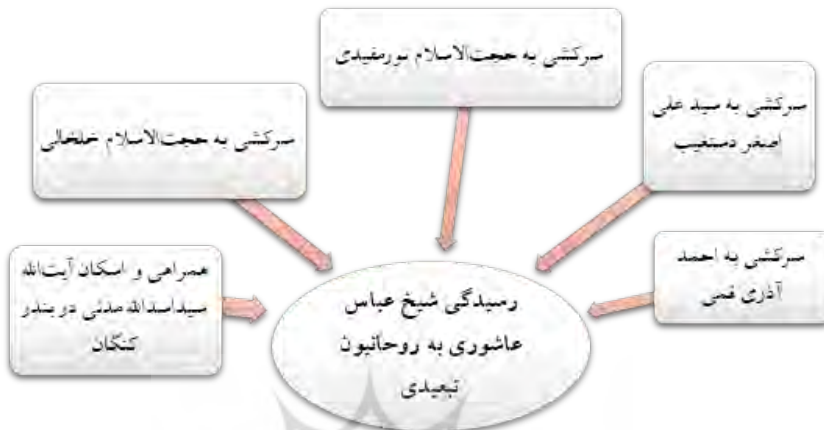 سرکشی به حجت‌الاسلام نورمفیدی
سرکشی به سید علی
اصغر دستغیب
سرکشی به حجت‌الاسلام خلخالی
سرکشی به احمد
آذری قمی
همراهی و اسکان آیت‌الله
سیداسدالله مدنی در بندر
کنگان
رسیدگی شیخ عباس
عاشوری به روحانیون
تبعیدی